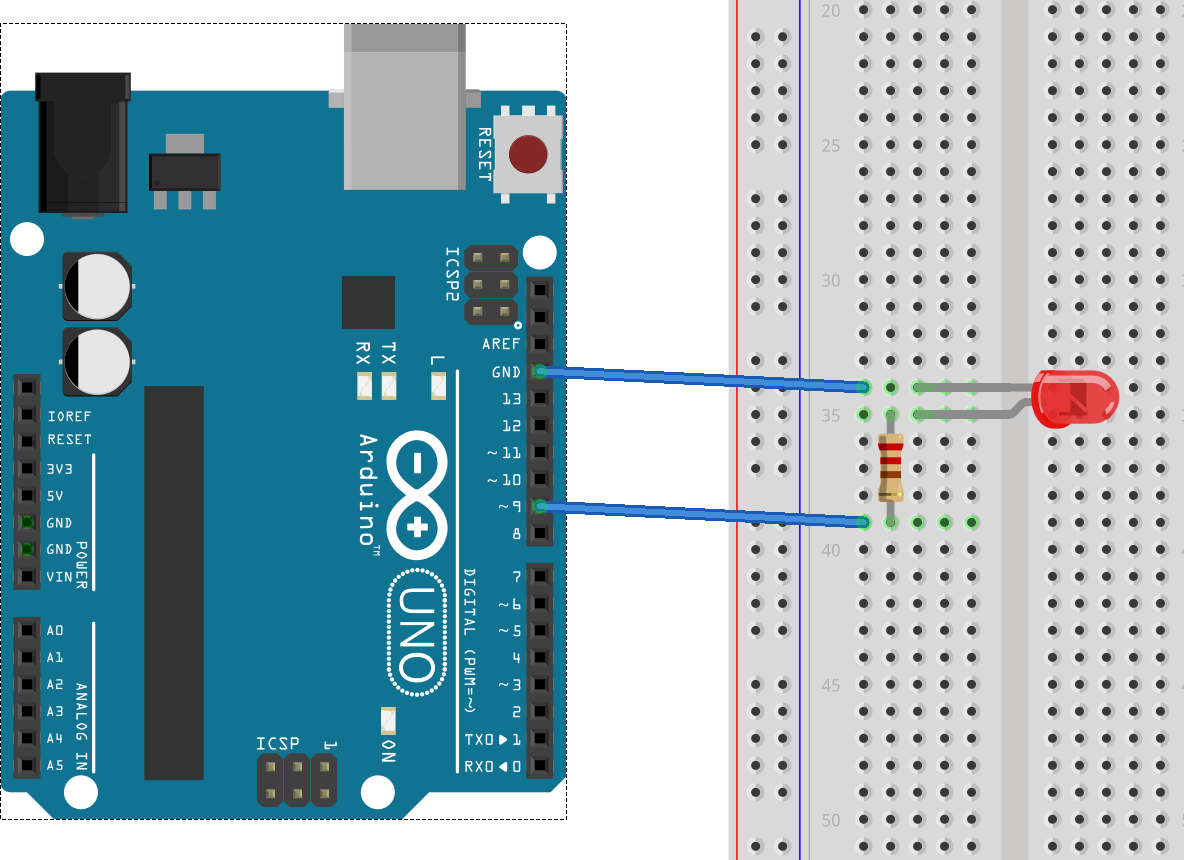 RESET
ICSP2
AREF
GND
13
12
~11
~10
~9
8
7
~6
~5
4
~3
2
TX0▶1
RX0◀0
DIGITAL (PWM=~)
RX
TX
L
Arduino™
UNO
ON
ICSP
1
IOREF
RESET
3V3
5V
GND
GND
VIN
POWER
A0
A1
A2
A3
A4
A5
ANALOG IN
20
25
30
35
40
45
50